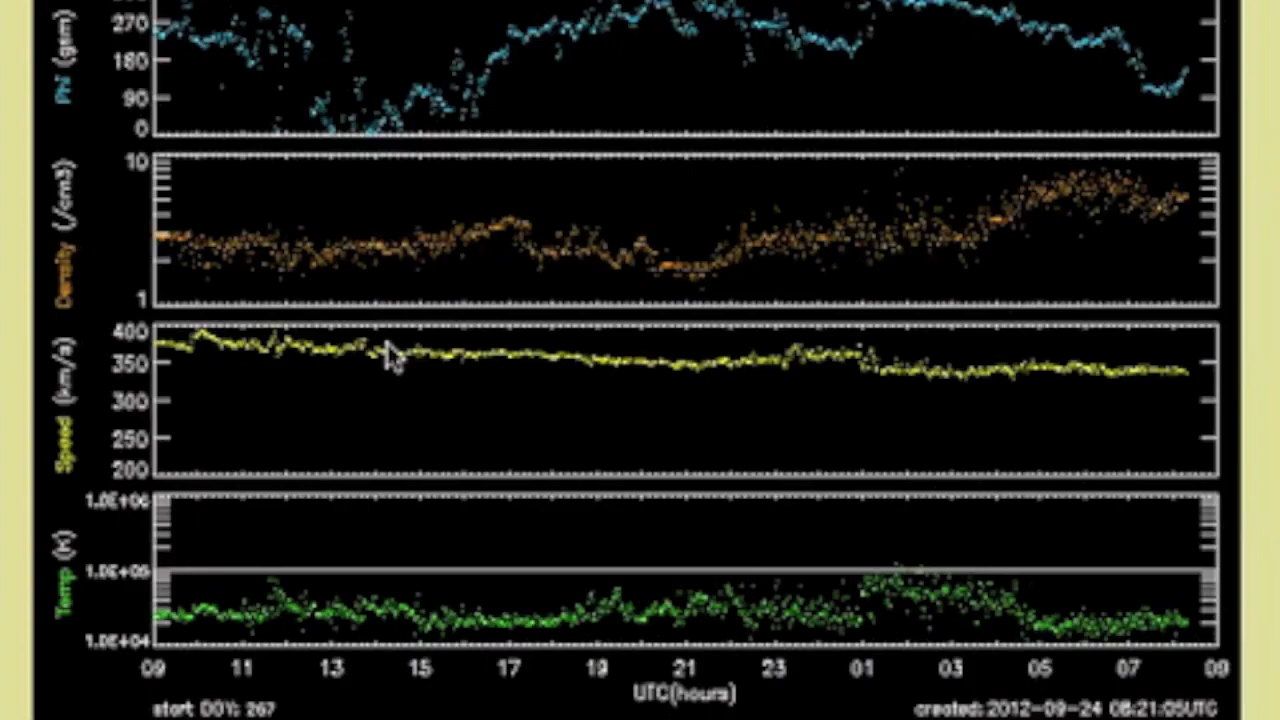 Phi (gsm)
270
180
90
0
Density (/cm3)
10
1
Speed (km/s)
400
350
300
250
200
Temp (K)
1.0E+06
1.0E+05
1.0E+04
09 11 13 15 17 19 21 23 01 03 05 07 09
UTC(hours)
start DOY: 267
created: 2012-09-24 08:21:05UTC